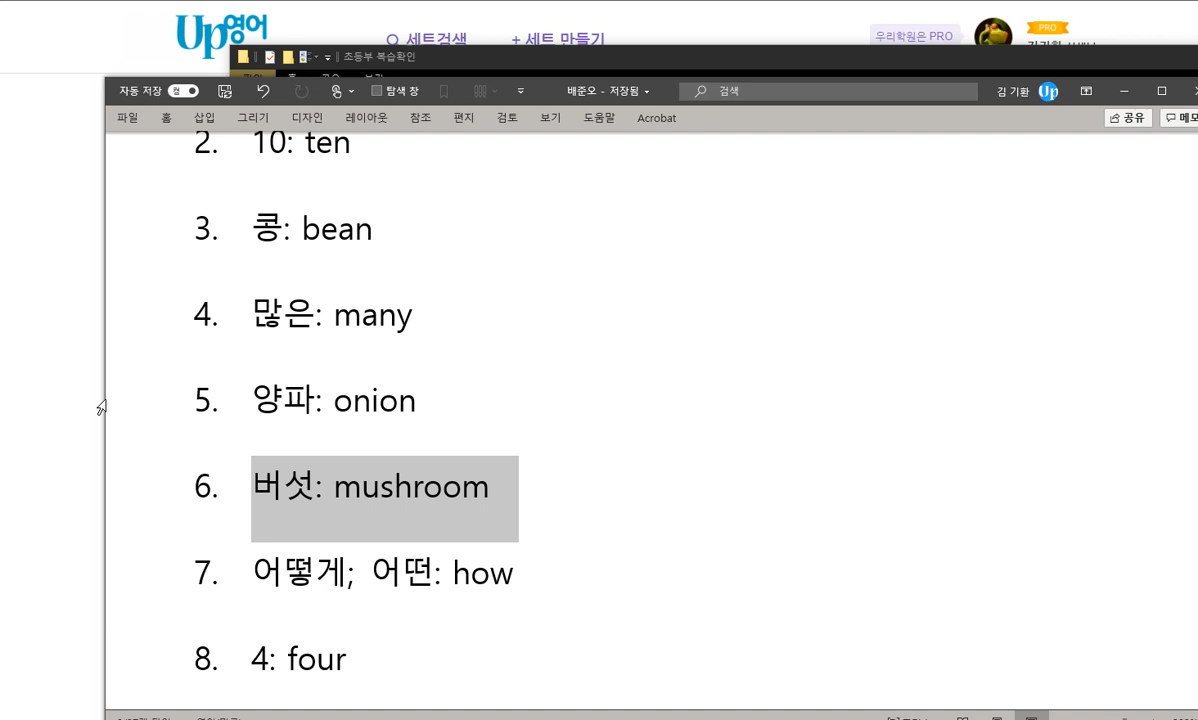 Up영어
세트검색 + 세트 만들기 우리학원은 PRO PRO
초등부 복습확인
자동 저장 탐색 창 배준오 - 저장됨 검색 김 기환 Up
파일 홈 삽입 그리기 디자인 레이아웃 참조 편지 검토 보기 도움말 Acrobat 공유 메모
2. 10: ten
3. 콩: bean
4. 많은: many
5. 양파: onion
6. 버섯: mushroom
7. 어떻게; 어떤: how
8. 4: four